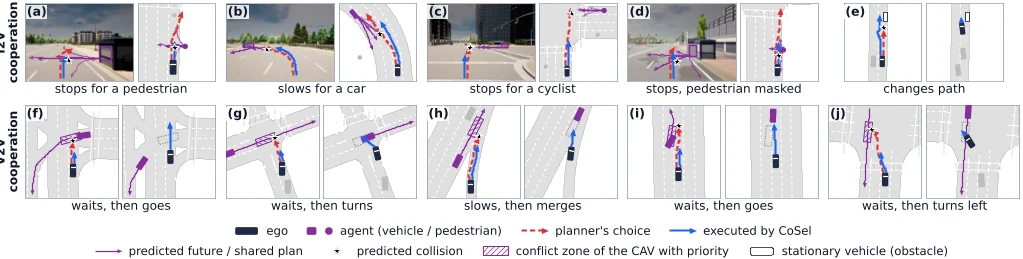 (a)
(b)
(c)
(d)
(e)
cooperation
stops for a pedestrian
slows for a car
stops for a cyclist
stops, pedestrian masked
changes path
(f)
(g)
(h)
(i)
(j)
cooperation
waits, then goes
waits, then turns
slows, then merges
waits, then goes
waits, then turns left
ego
agent (vehicle / pedestrian)
planner's choice
executed by CoSel
predicted future / shared plan
predicted collision
conflict zone of the CAV with priority
stationary vehicle (obstacle)